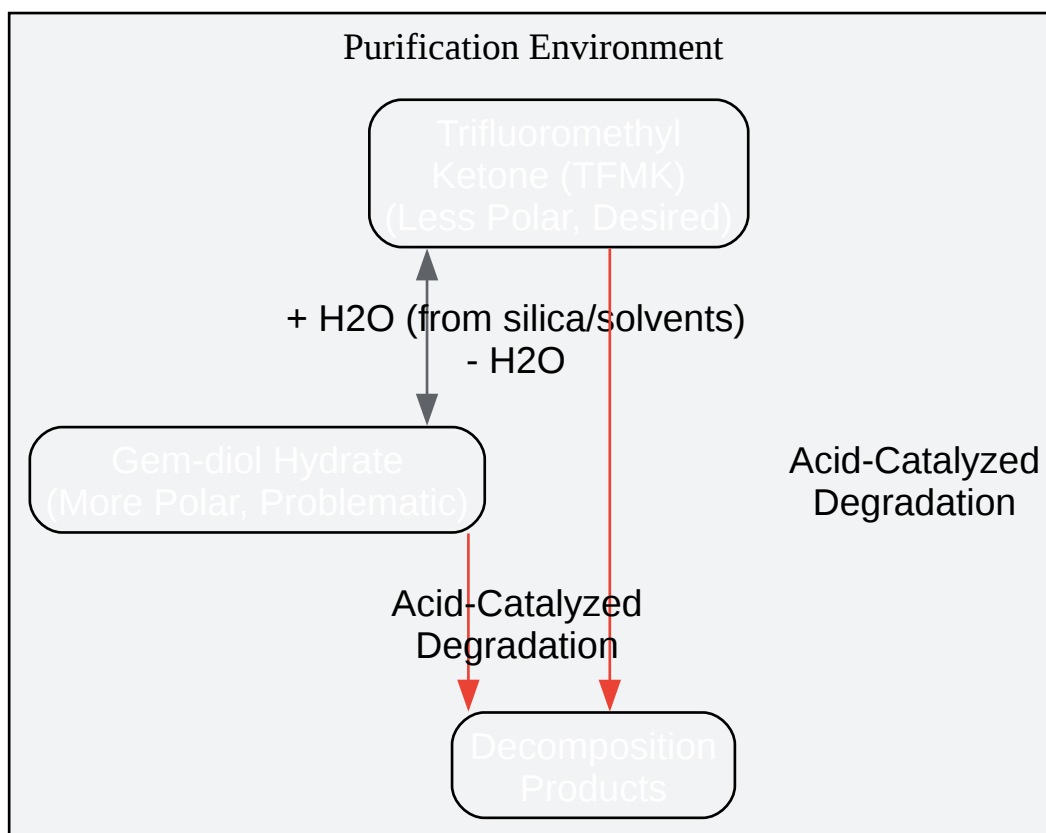 Purification Environment
Trifluoromethyl
Ketone (TFMK)
(Less Polar, Desired)
+ H2O (from silica/solvents)
- H2O
Gem-diol Hydrate
(More Polar, Problematic)
Acid-Catalyzed
Degradation
Acid-Catalyzed
Degradation
Decomposition
Products